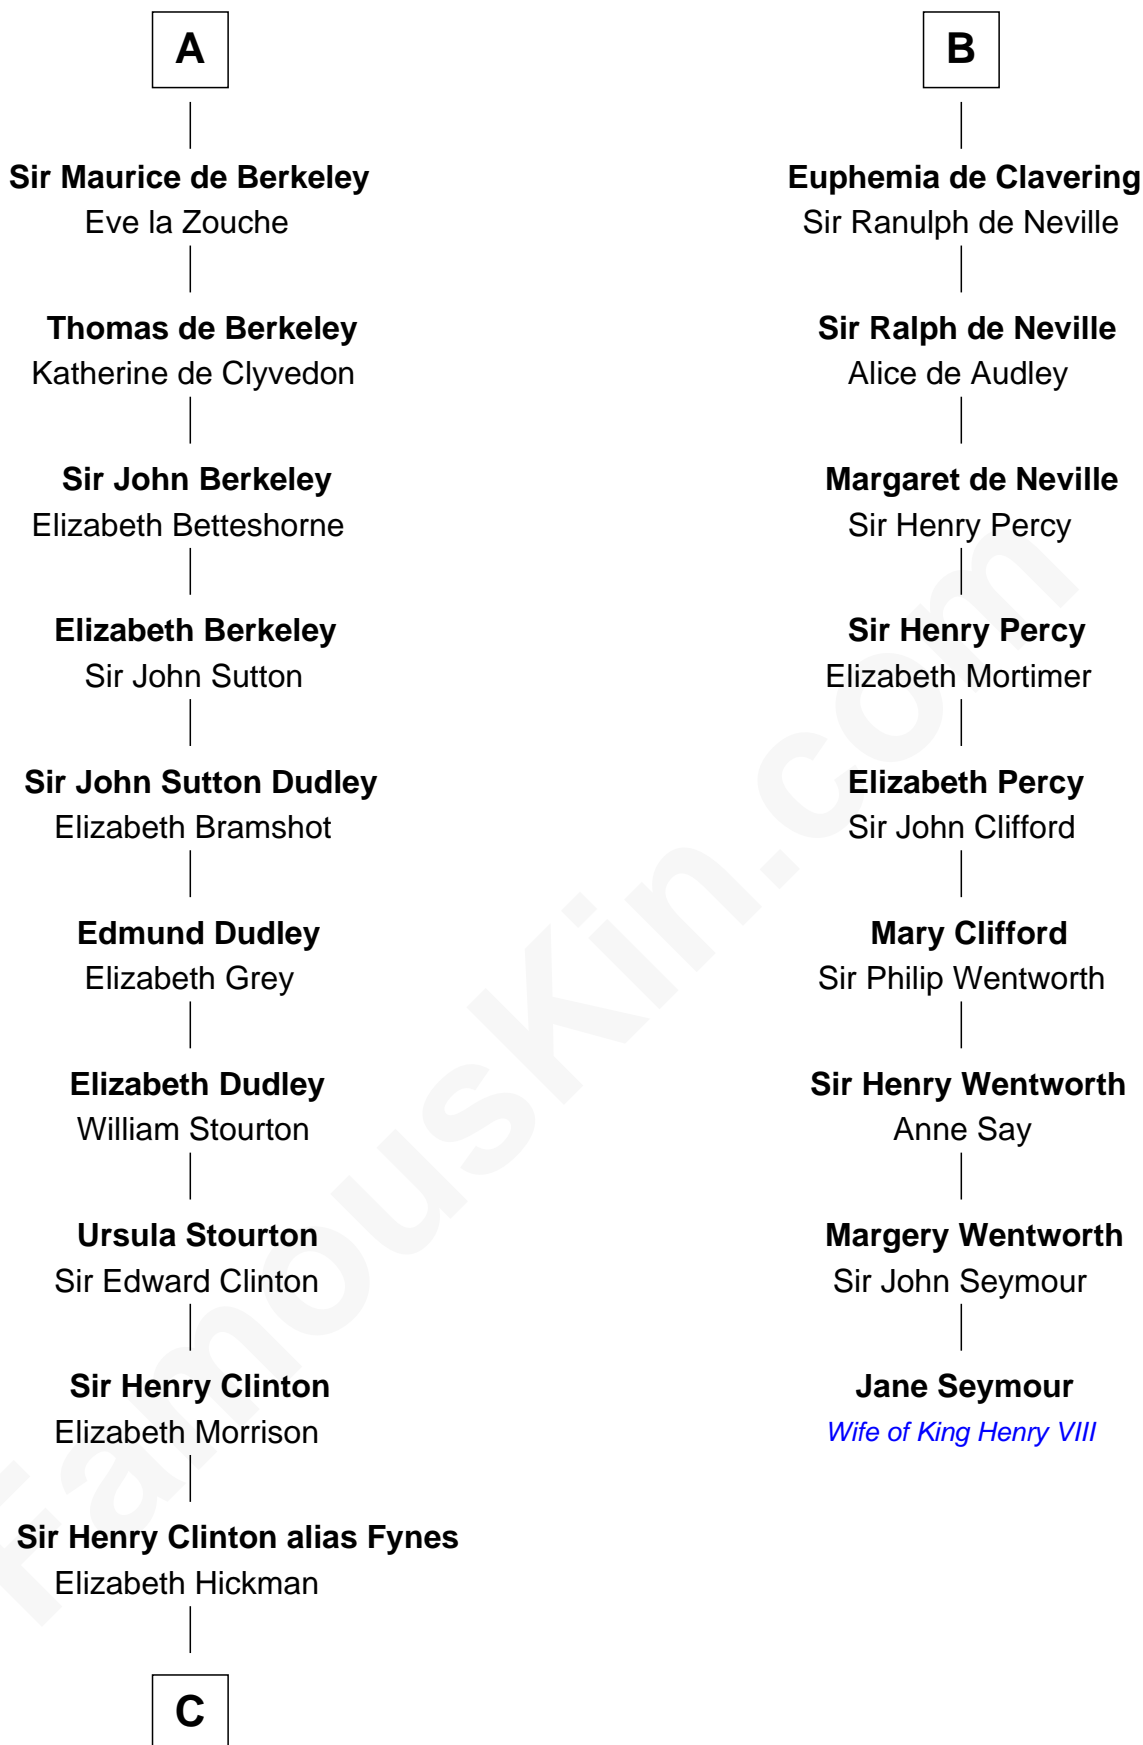 A
Sir Maurice de Berkeley
Eve la Zouche
Thomas de Berkeley
Katherine de Clyvedon
Sir John Berkeley
Elizabeth Betteshorne
Elizabeth Berkeley
Sir John Sutton
Sir John Sutton Dudley
Elizabeth Bramshot
Edmund Dudley
Elizabeth Grey
Elizabeth Dudley
William Stourton
Ursula Stourton
Sir Edward Clinton
Sir Henry Clinton
Elizabeth Morrison
Sir Henry Clinton alias Fynes
Elizabeth Hickman
C
B
Euphemia de Clavering
Sir Ranulph de Neville
Sir Ralph de Neville
Alice de Audley
Margaret de Neville
Sir Henry Percy
Sir Henry Percy
Elizabeth Mortimer
Elizabeth Percy
Sir John Clifford
Mary Clifford
Sir Philip Wentworth
Sir Henry Wentworth
Anne Say
Margery Wentworth
Sir John Seymour
Jane Seymour
Wife of King Henry VIII
FamousKin.com